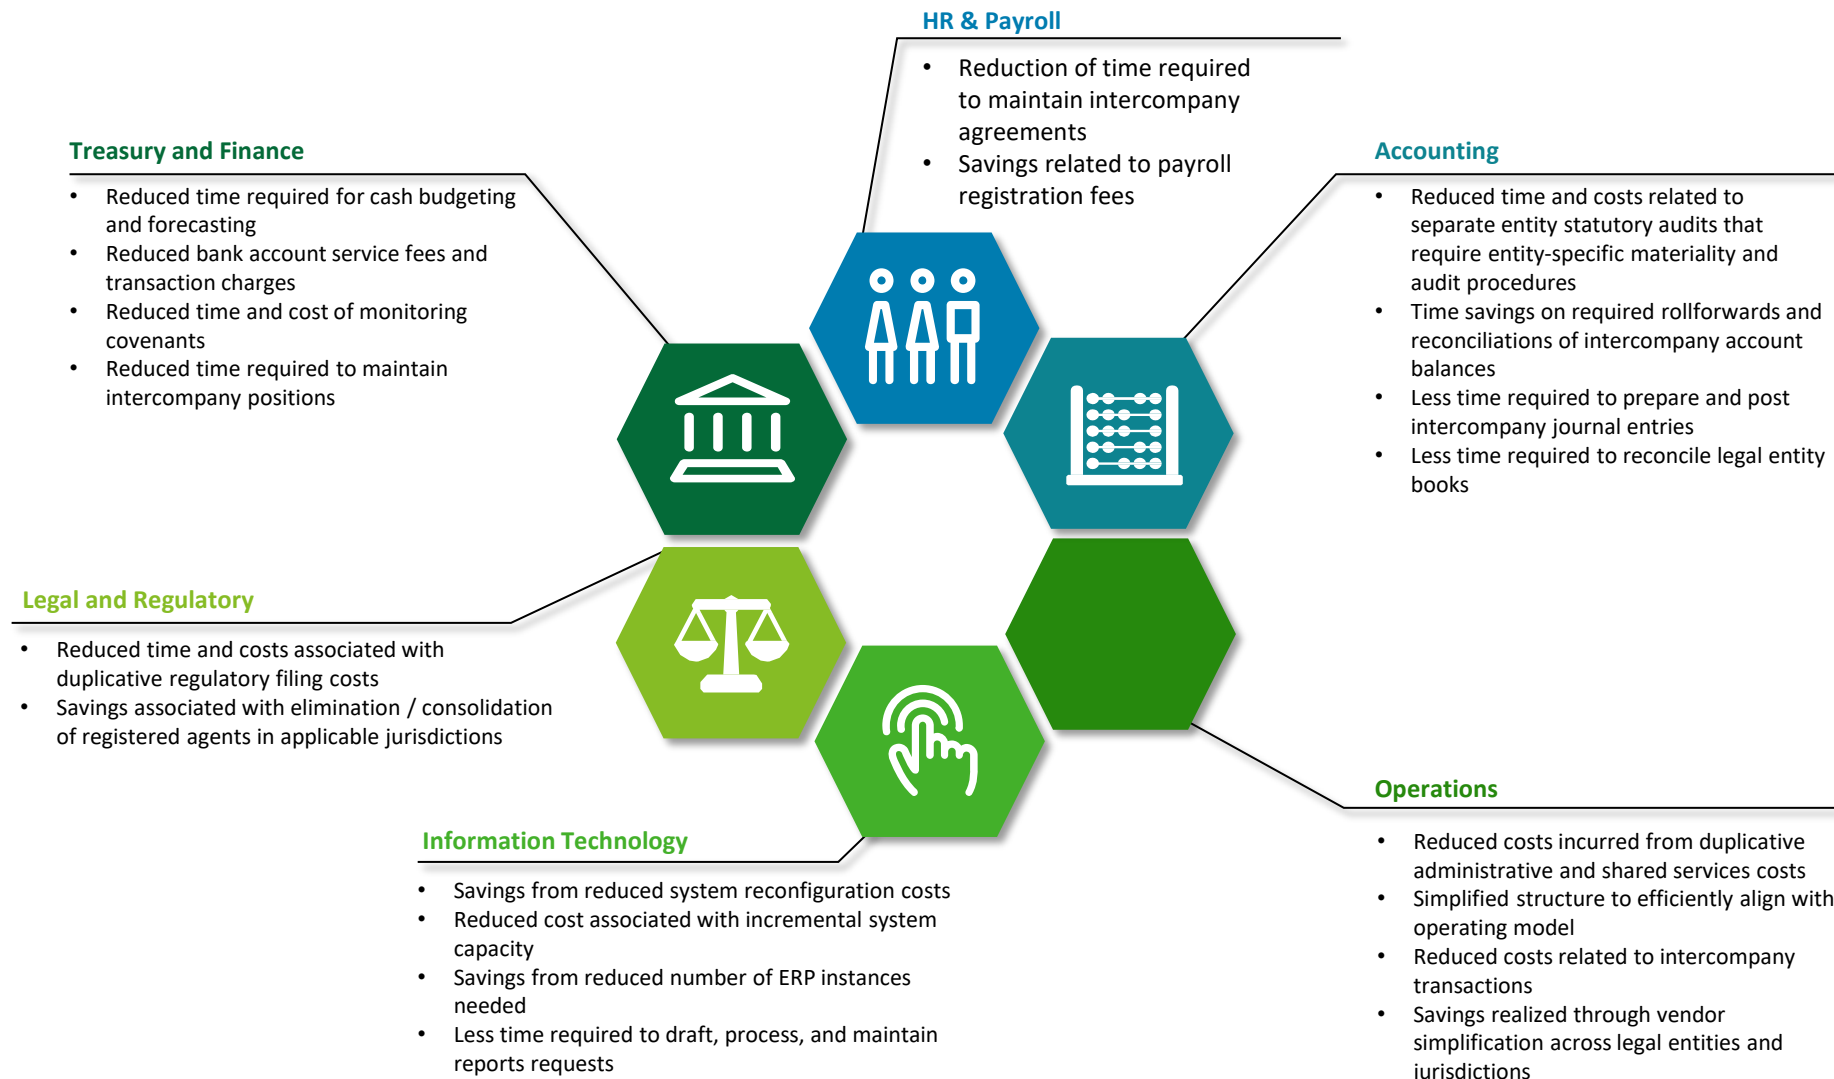 HR & Payroll
• Reduction of time required
to maintain intercompany
agreements
• Savings related to payroll
registration fees
Treasury and Finance
• Reduced time required for cash budgeting
and forecasting
• Reduced bank account service fees and
transaction charges
• Reduced time and cost of monitoring
covenants
• Reduced time required to maintain
intercompany positions
Accounting
• Reduced time and costs related to
separate entity statutory audits that
require entity-specific materiality and
audit procedures
• Time savings on required rollforwards and
reconciliations of intercompany account
balances
• Less time required to prepare and post
intercompany journal entries
• Less time required to reconcile legal entity
books
Legal and Regulatory
• Reduced time and costs associated with
duplicative regulatory filing costs
• Savings associated with elimination / consolidation
of registered agents in applicable jurisdictions
Information Technology
• Savings from reduced system reconfiguration costs
• Reduced cost associated with incremental system
capacity
• Savings from reduced number of ERP instances
needed
• Less time required to draft, process, and maintain
reports requests
Operations
• Reduced costs incurred from duplicative
administrative and shared services costs
• Simplified structure to efficiently align with
operating model
• Reduced costs related to intercompany
transactions
• Savings realized through vendor
simplification across legal entities and
jurisdictions